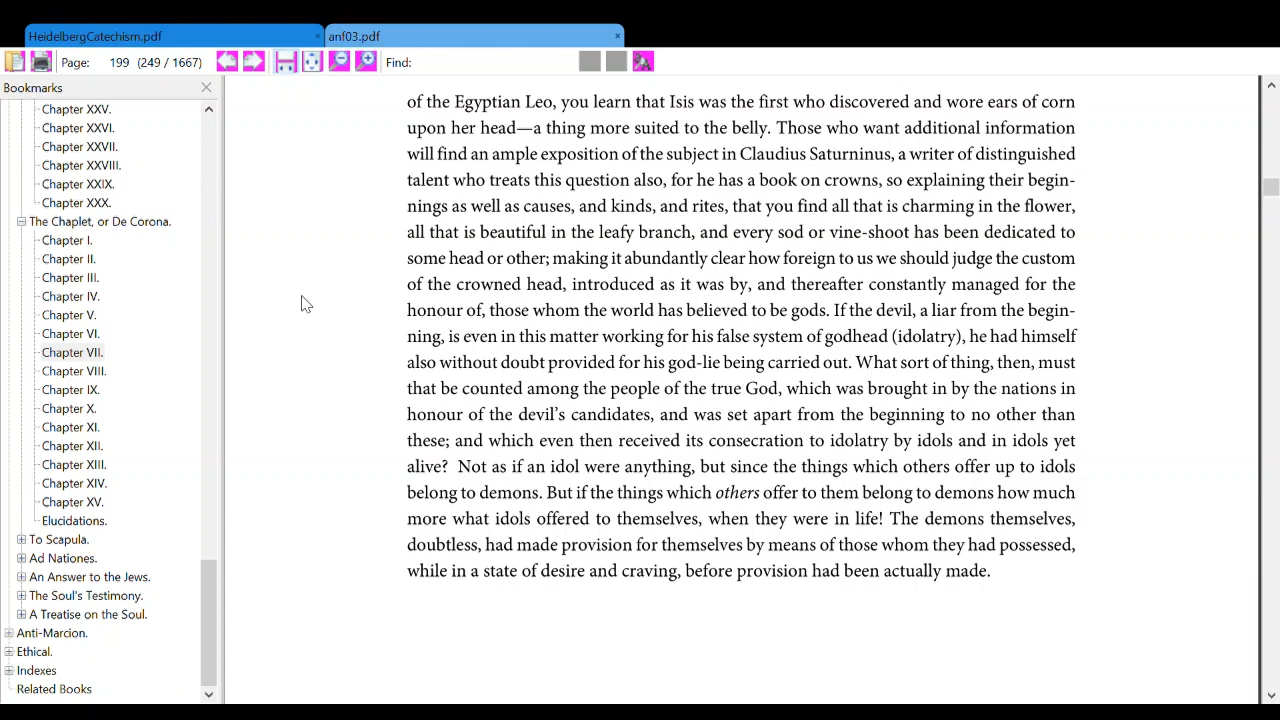 HeidelbergCatechism.pdf × anf03.pdf ×
Page: 199 (249 / 1667) Find:
Bookmarks
Chapter XXV.
Chapter XXVI.
Chapter XXVII.
Chapter XXVIII.
Chapter XXIX.
Chapter XXX.
The Chaplet, or De Corona.
Chapter I.
Chapter II.
Chapter III.
Chapter IV.
Chapter V.
Chapter VI.
Chapter VII.
Chapter VIII.
Chapter IX.
Chapter X.
Chapter XI.
Chapter XII.
Chapter XIII.
Chapter XIV.
Chapter XV.
Elucidations.
To Scapula.
Ad Nationes.
An Answer to the Jews.
The Soul's Testimony.
A Treatise on the Soul.
Anti-Marcion.
Ethical.
Indexes
Related Books
of the Egyptian Leo, you learn that Isis was the first who discovered and wore ears of corn
upon her head—a thing more suited to the belly. Those who want additional information
will find an ample exposition of the subject in Claudius Saturninus, a writer of distinguished
talent who treats this question also, for he has a book on crowns, so explaining their begin-
nings as well as causes, and kinds, and rites, that you find all that is charming in the flower,
all that is beautiful in the leafy branch, and every sod or vine-shoot has been dedicated to
some head or other; making it abundantly clear how foreign to us we should judge the custom
of the crowned head, introduced as it was by, and thereafter constantly managed for the
honour of, those whom the world has believed to be gods. If the devil, a liar from the begin-
ning, is even in this matter working for his false system of godhead (idolatry), he had himself
also without doubt provided for his god-lie being carried out. What sort of thing, then, must
that be counted among the people of the true God, which was brought in by the nations in
honour of the devil’s candidates, and was set apart from the beginning to no other than
these; and which even then received its consecration to idolatry by idols and in idols yet
alive? Not as if an idol were anything, but since the things which others offer up to idols
belong to demons. But if the things which others offer to them belong to demons how much
more what idols offered to themselves, when they were in life! The demons themselves,
doubtless, had made provision for themselves by means of those whom they had possessed,
while in a state of desire and craving, before provision had been actually made.